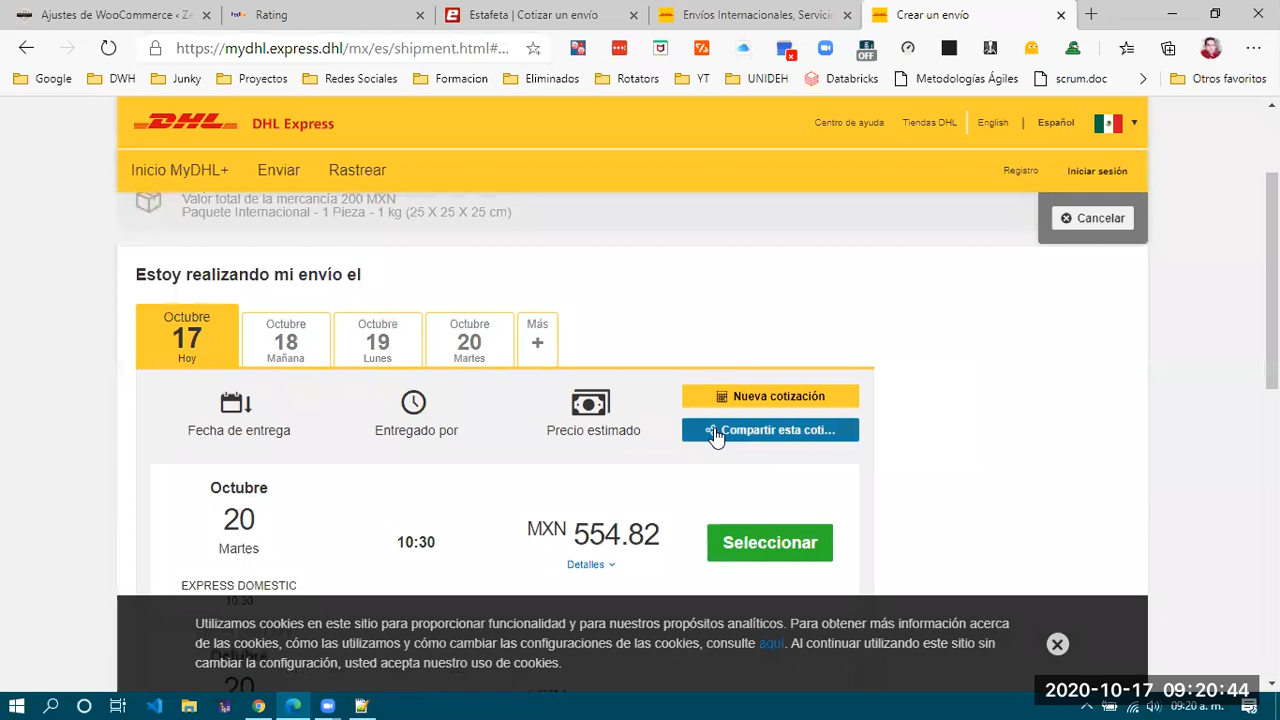 Ajustes de WooCommerce- Ze
Rating
Estafeta | Cotizar un envío
Envíos Internacionales, Servicio
Crear un envío
https://mydhl.express.dhl/mx/es/shipment.html#...
OFF
Google
DWH
Junky
Proyectos
Redes Sociales
Formacion
Eliminados
Rotators
YT
UNIDEH
Databricks
Metodologías Ágiles
scrum.doc
Otros favoritos
DHL
DHL Express
Centro de ayuda
Tiendas DHL
English
|
Español
Inicio MyDHL+
Enviar
Rastrear
Registro
Iniciar sesión
Valor total de la mercancía 200 MXN
Paquete Internacional - 1 Pieza - 1 kg (25 X 25 X 25 cm)
Cancelar
Estoy realizando mi envío el
Octubre
17
Hoy
Octubre
18
Mañana
Octubre
19
Lunes
Octubre
20
Martes
Más
+
Fecha de entrega
Entregado por
Precio estimado
Nueva cotización
Compartir esta coti...
Octubre
20
Martes
10:30
MXN 554.82
Detalles
Seleccionar
EXPRESS DOMESTIC
10:30
Utilizamos cookies en este sitio para proporcionar funcionalidad y para nuestros propósitos analíticos. Para obtener más información acerca
de las cookies, cómo las utilizamos y cómo cambiar las configuraciones de las cookies, consulte aquí. Al continuar utilizando este sitio sin
cambiar la configuración, usted acepta nuestro uso de cookies.
Octubre
20
2020-10-17 09:20:44
09:20 a. m.